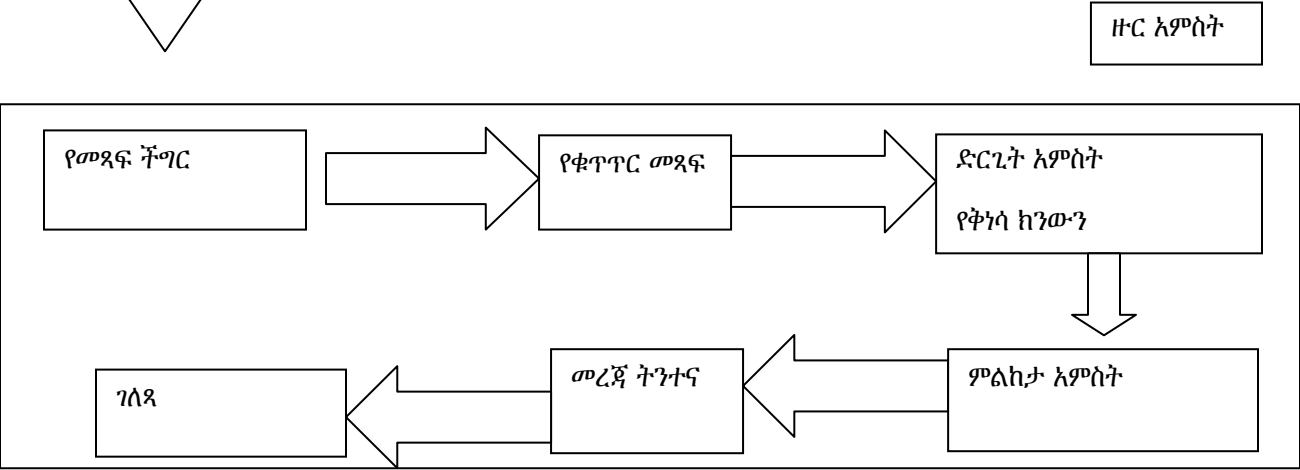 ዙር አምስት
የመጻፍ ችግር
የቁጥጥር መጻፍ
ድርጊት አምስት
የቅነሳ ክንውን
ምልከታ አምስት
መረጃ ትንተና
ገለጻ